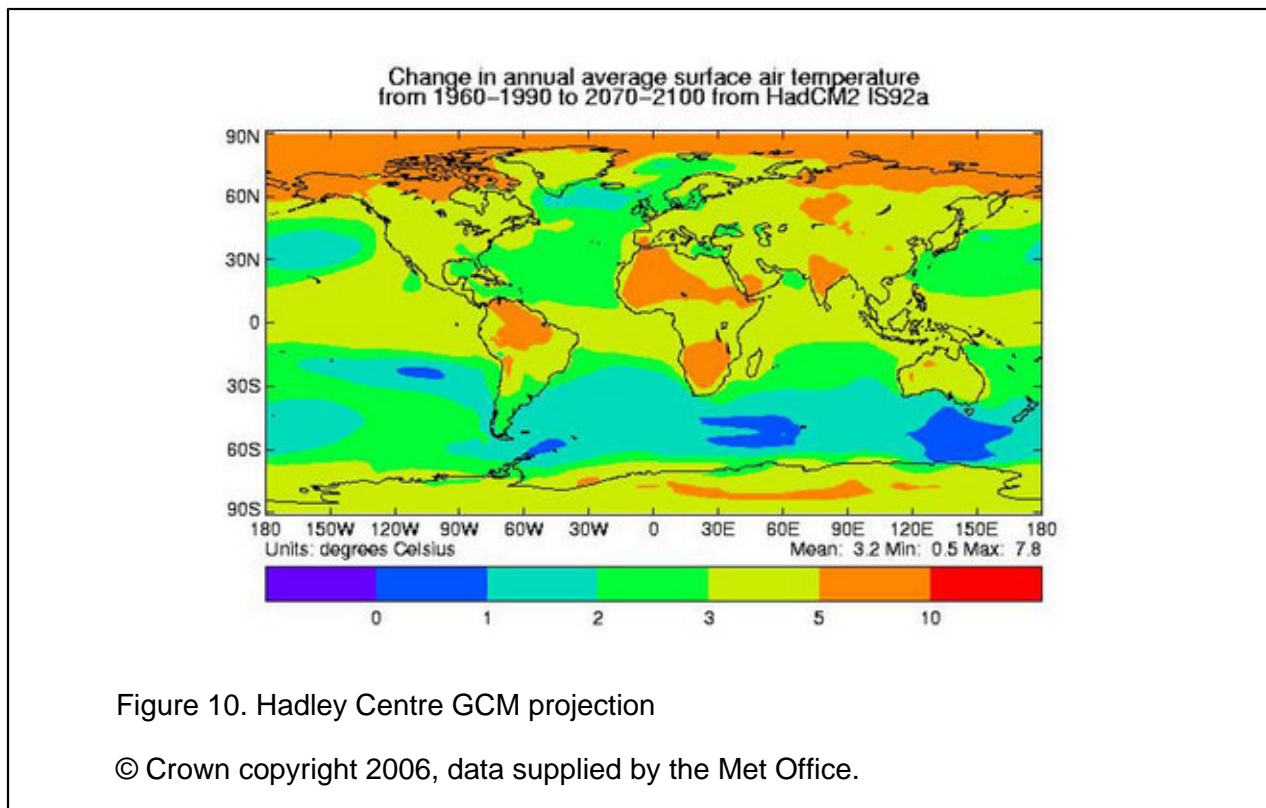 Change in annual average surface air temperature
from 1960-1990 to 2070-2100 from HadCM2 IS92a
90N
60N
30N
0
30S
60S
90S
180 150W 120W 90W 60W 30W 0 30E 60E 90E 120E 150E 180
Units: degrees Celsius Mean: 3.2 Min: 0.5 Max: 7.8
0 1 2 3 5 10
Figure 10. Hadley Centre GCM projection
© Crown copyright 2006, data supplied by the Met Office.